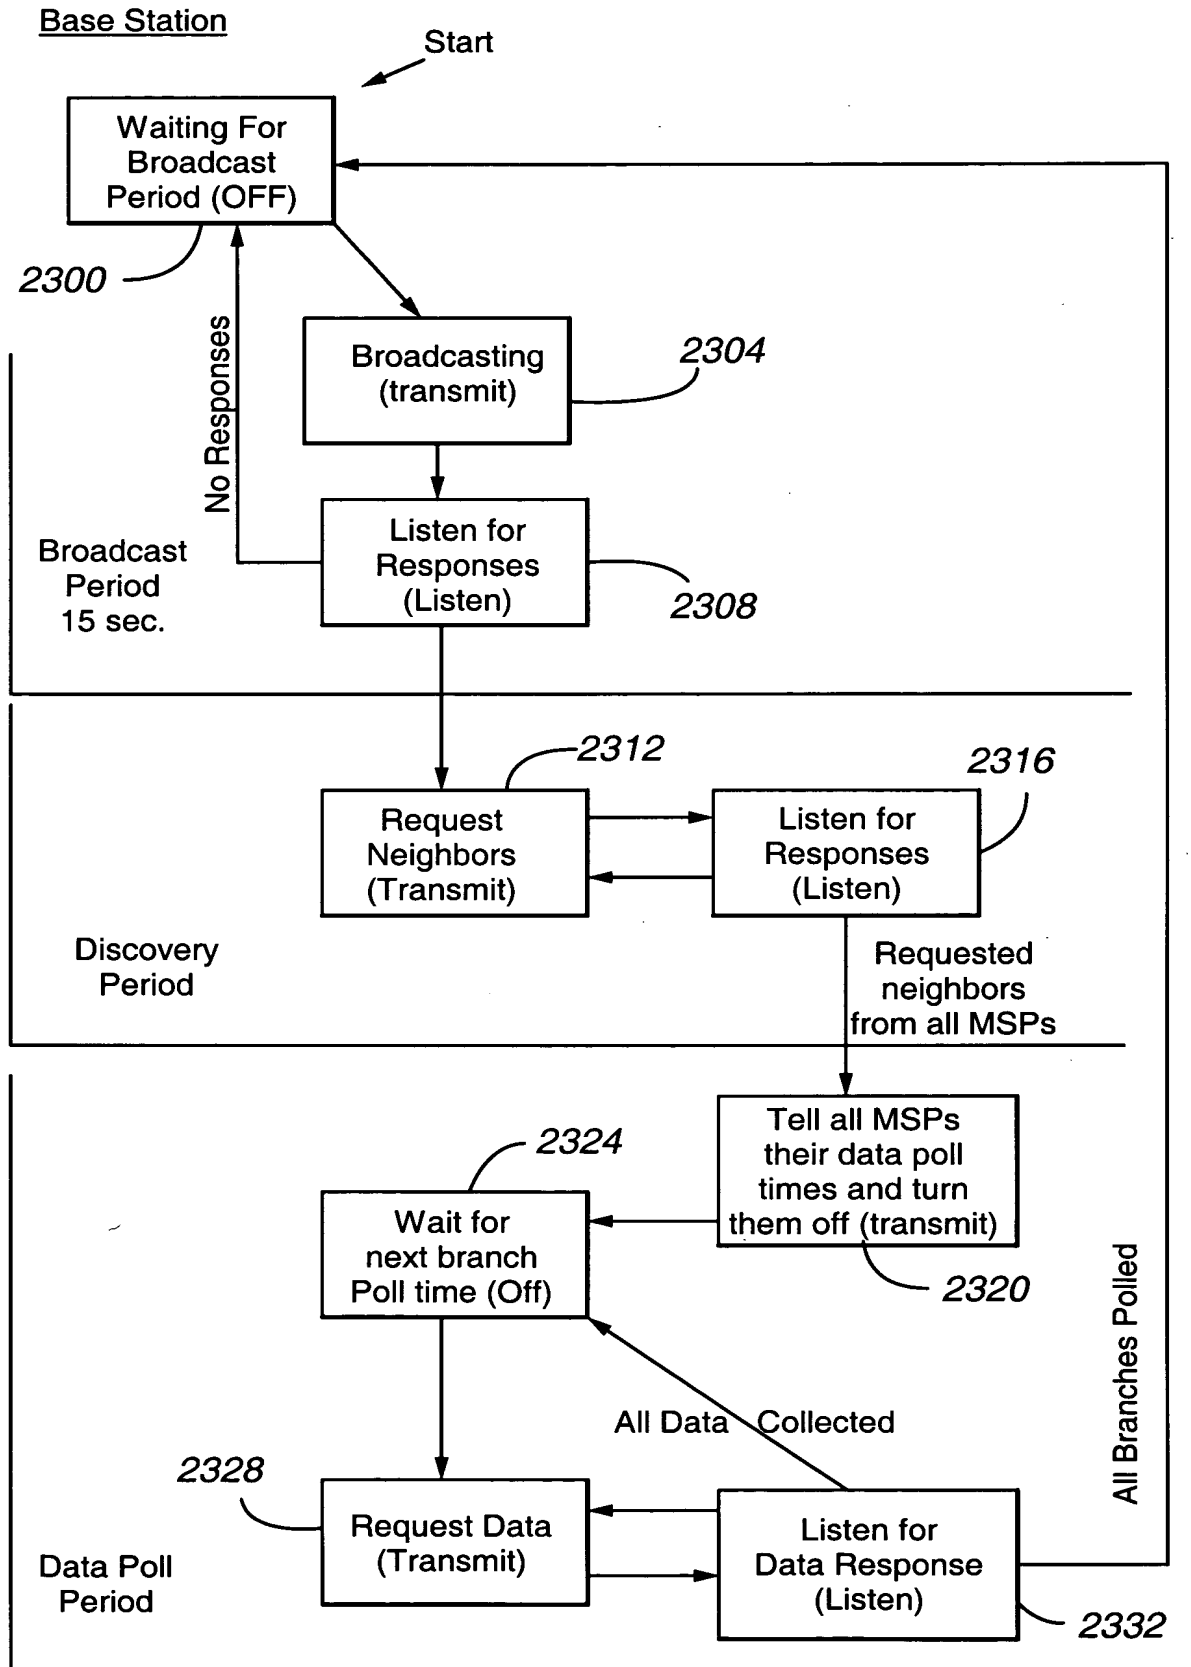 Base Station
Start
Waiting For
Broadcast
Period (OFF)
2300
Broadcasting
(transmit)
2304
No Responses
Listen for
Responses
(Listen)
2308
Broadcast
Period
15 sec.
2312
2316
Request
Neighbors
(Transmit)
Listen for
Responses
(Listen)
Discovery
Period
Requested
neighbors
from all MSPs
Tell all MSPs
their data poll
times and turn
them off (transmit)
2320
2324
Wait for
next branch
Poll time (Off)
All Data Collected
All Branches Polled
2328
Request Data
(Transmit)
Listen for
Data Response
(Listen)
2332
Data Poll
Period